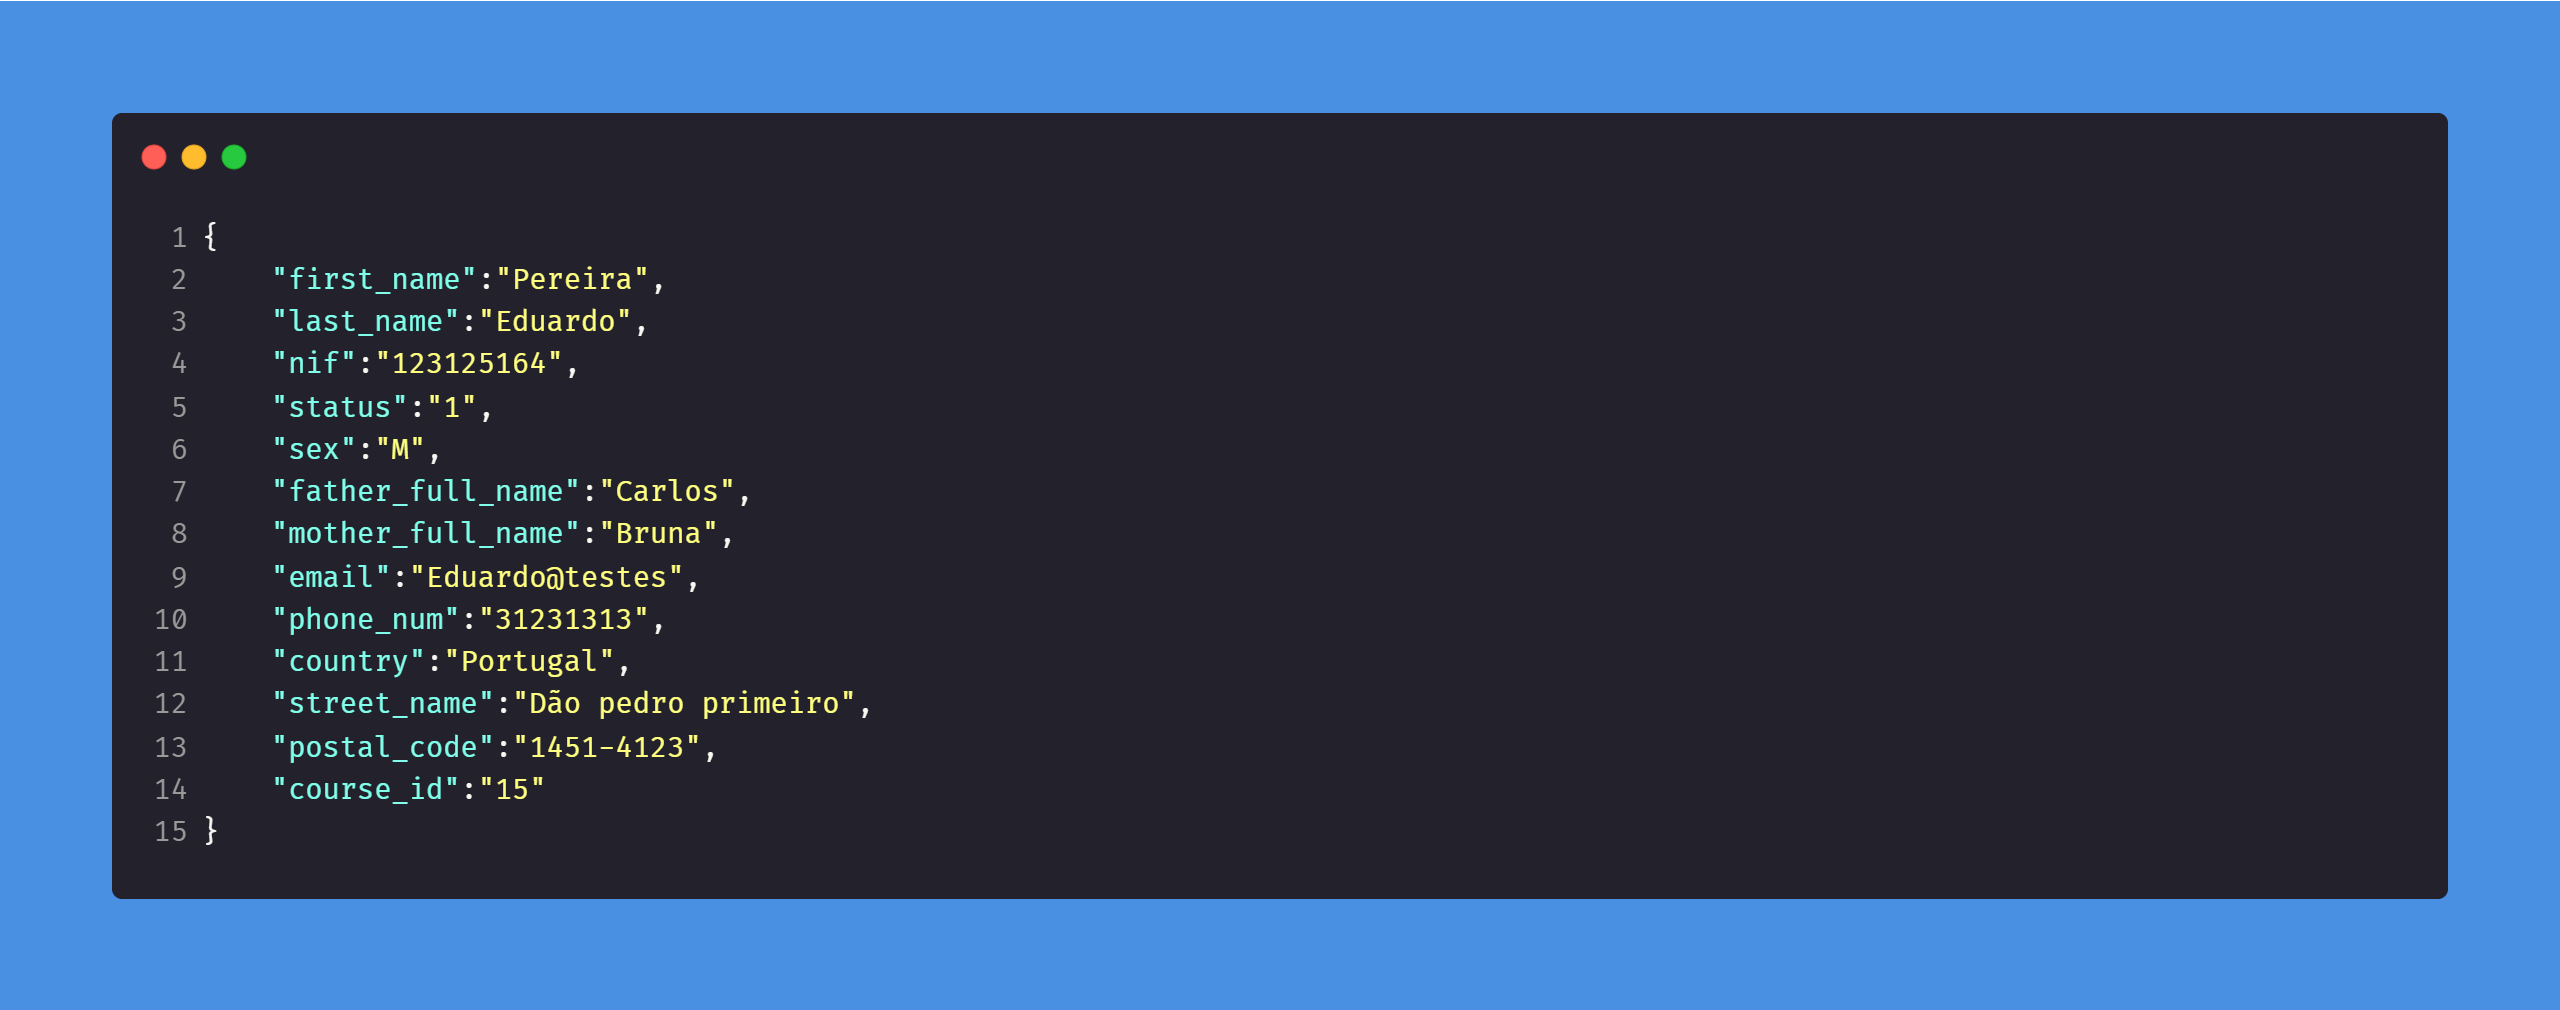 1 {
2 "first_name":"Pereira",
3 "last_name":"Eduardo",
4 "nif":"123125164",
5 "status":"1",
6 "sex":"M",
7 "father_full_name":"Carlos",
8 "mother_full_name":"Bruna",
9 "email":"Eduardo@testes",
10 "phone_num":"31231313",
11 "country":"Portugal",
12 "street_name":"Dão pedro primeiro",
13 "postal_code":"1451-4123",
14 "course_id":"15"
15 }